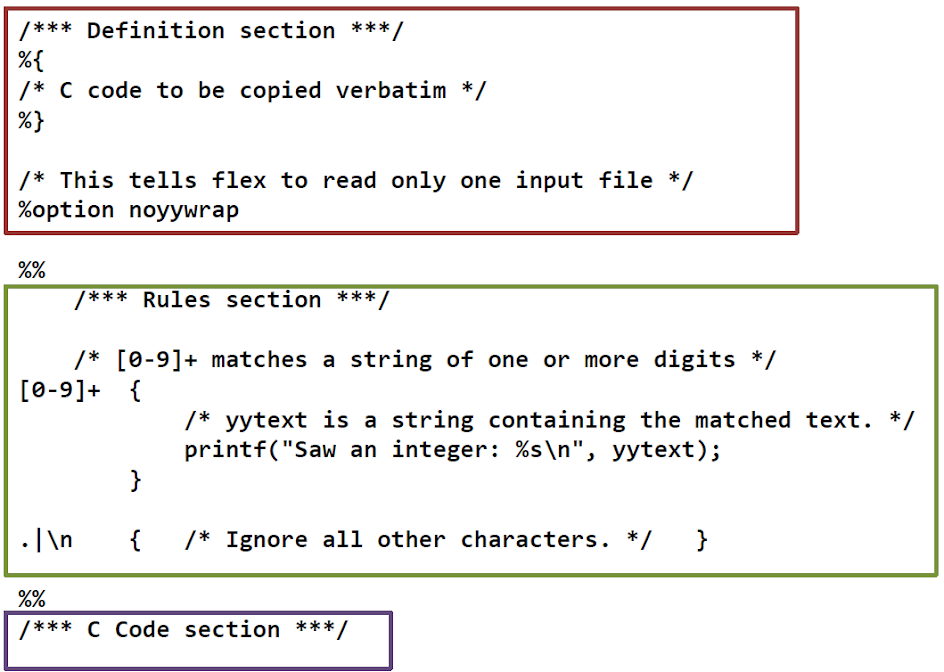 /*** Definition section ***/
%{
/* C code to be copied verbatim */
%}
/* This tells flex to read only one input file */
%option noyywrap
%%
/*** Rules section ***/
/* [0-9]+ matches a string of one or more digits */
[0-9]+ {
/* yytext is a string containing the matched text. */
printf("Saw an integer: %s\n", yytext);
}
.|\n { /* Ignore all other characters. */ }
%%
/*** C Code section ***/